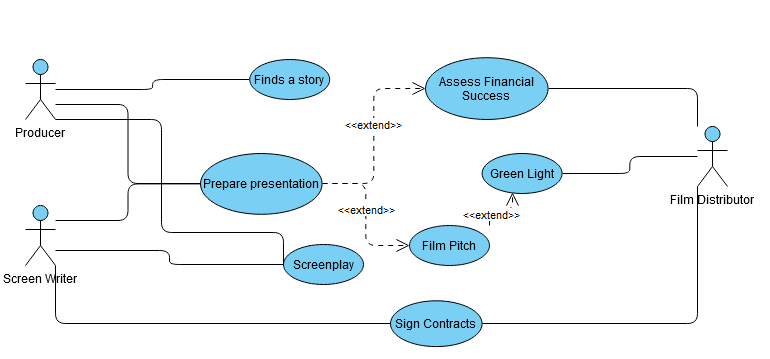 Finds a story
Assess Financial
Success
Producer
<<extend>>
Prepare presentation
Green Light
Film Distributor
<<extend>>
<<extend>>
Film Pitch
Screenplay
Screen Writer
Sign Contracts